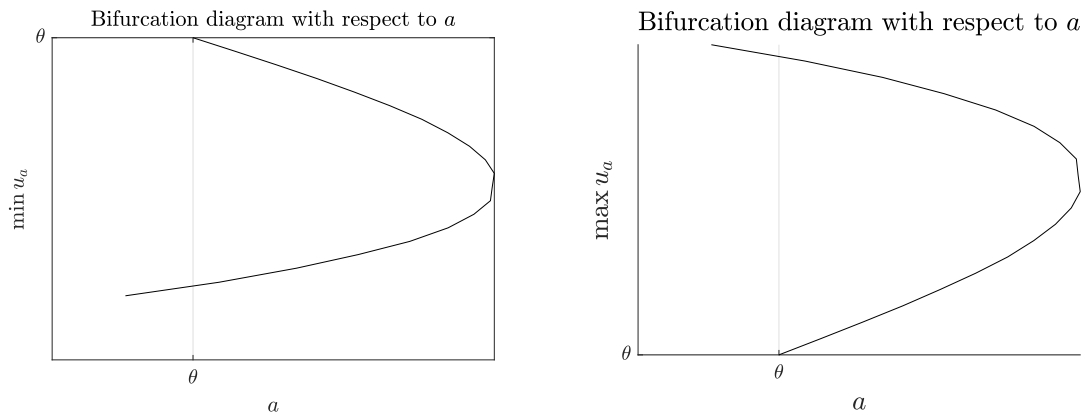 Bifurcation diagram with respect to a
θ
min u_a
θ
a
Bifurcation diagram with respect to a
max u_a
θ
θ
a